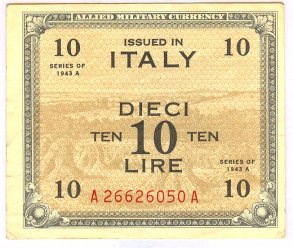 ALLIED MILITARY CURRENCY
10 ISSUED IN 10
ITALY
SERIES OF
1943 A
DIECI
TEN 10 TEN
LIRE
SERIES OF
1943 A
10 A 26626050 A 10